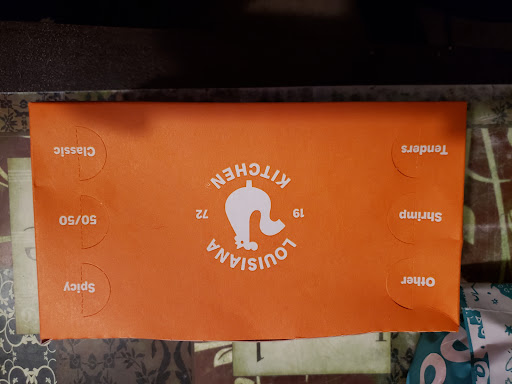 Other
Shrimp
Tenders
LOUISIANA
19 72
KITCHEN
Spicy
50/50
Classic